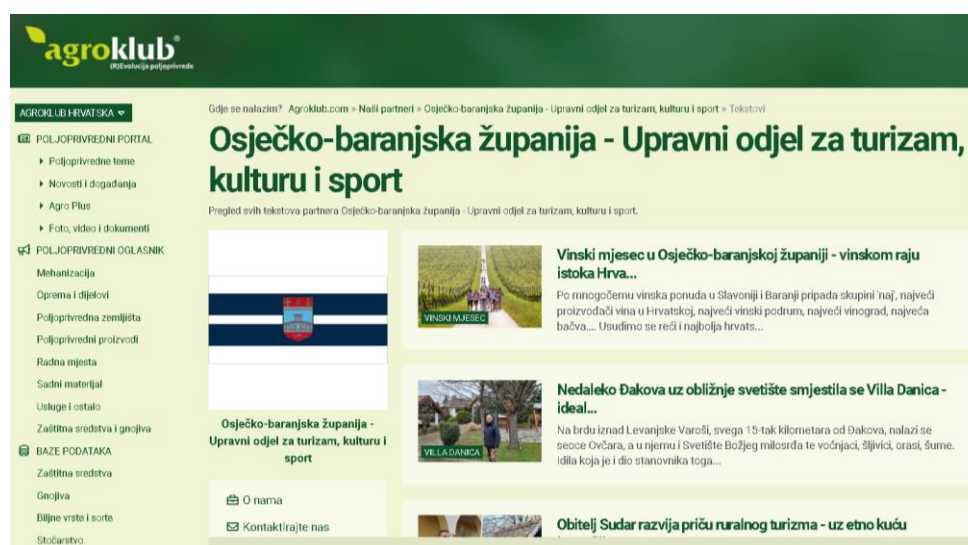 agroklub®
(R)Evolucija poljoprivrede
AGROKLUB HRVATSKA
POLJOPRIVREDNI PORTAL
Poljoprivredne teme
Novosti i događanja
Agro Plus
Foto, video i dokumenti
POLJOPRIVREDNI OGLASNIK
Mehanizacija
Oprema i dijelovi
Poljoprivredna zemljišta
Poljoprivredni proizvodi
Radna mjesta
Sadni materijal
Usluge i ostalo
Zaštitna sredstva i gnojiva
BAZE PODATAKA
Zaštitna sredstva
Gnojiva
Biljne vrste i sorte
Stočarstvo
Gdje se nalazim? Agroklub.com » Naši partneri » Osječko-baranjska županija - Upravni odjel za turizam, kulturu i sport » Tekstovi
Osječko-baranjska županija - Upravni odjel za turizam,
kulturu i sport
Pregled svih tekstova partnera Osječko-baranjska županija - Upravni odjel za turizam, kulturu i sport.
Osječko-baranjska županija -
Upravni odjel za turizam, kulturu i
sport
O nama
Kontaktirajte nas
VINSKI MJESEC
Vinski mjesec u Osječko-baranjskoj županiji - vinskom raju
istoka Hrva...
Po mnogočemu vinska ponuda u Slavoniji i Baranji pripada skupini 'naj', najveći
proizvođači vina u Hrvatskoj, najveći vinski podrum, najveći vinograd, najveća
bačva.... Usudimo se reći i najbolja hrvats...
VILLA DANICA
Nedaleko Đakova uz obližnje svetište smjestila se Villa Danica -
ideal...
Na brdu iznad Levanjske Varoši, svega 15-tak kilometara od Đakova, nalazi se
seoce Ovčara, a u njemu i Svetište Božjeg milosrđa te voćnjaci, šljivici, orasi, šume.
Idila koja je i dio stanovnika toga...
Obitelj Sudar razvija priču ruralnog turizma - uz etno kuću